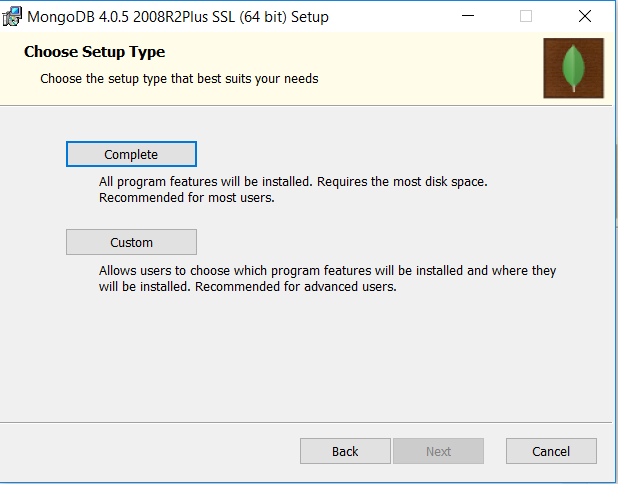 MongoDB 4.0.5 2008R2Plus SSL (64 bit) Setup
Choose Setup Type
Choose the setup type that best suits your needs
Complete
All program features will be installed. Requires the most disk space.
Recommended for most users.
Custom
Allows users to choose which program features will be installed and where they
will be installed. Recommended for advanced users.
Back
Next
Cancel